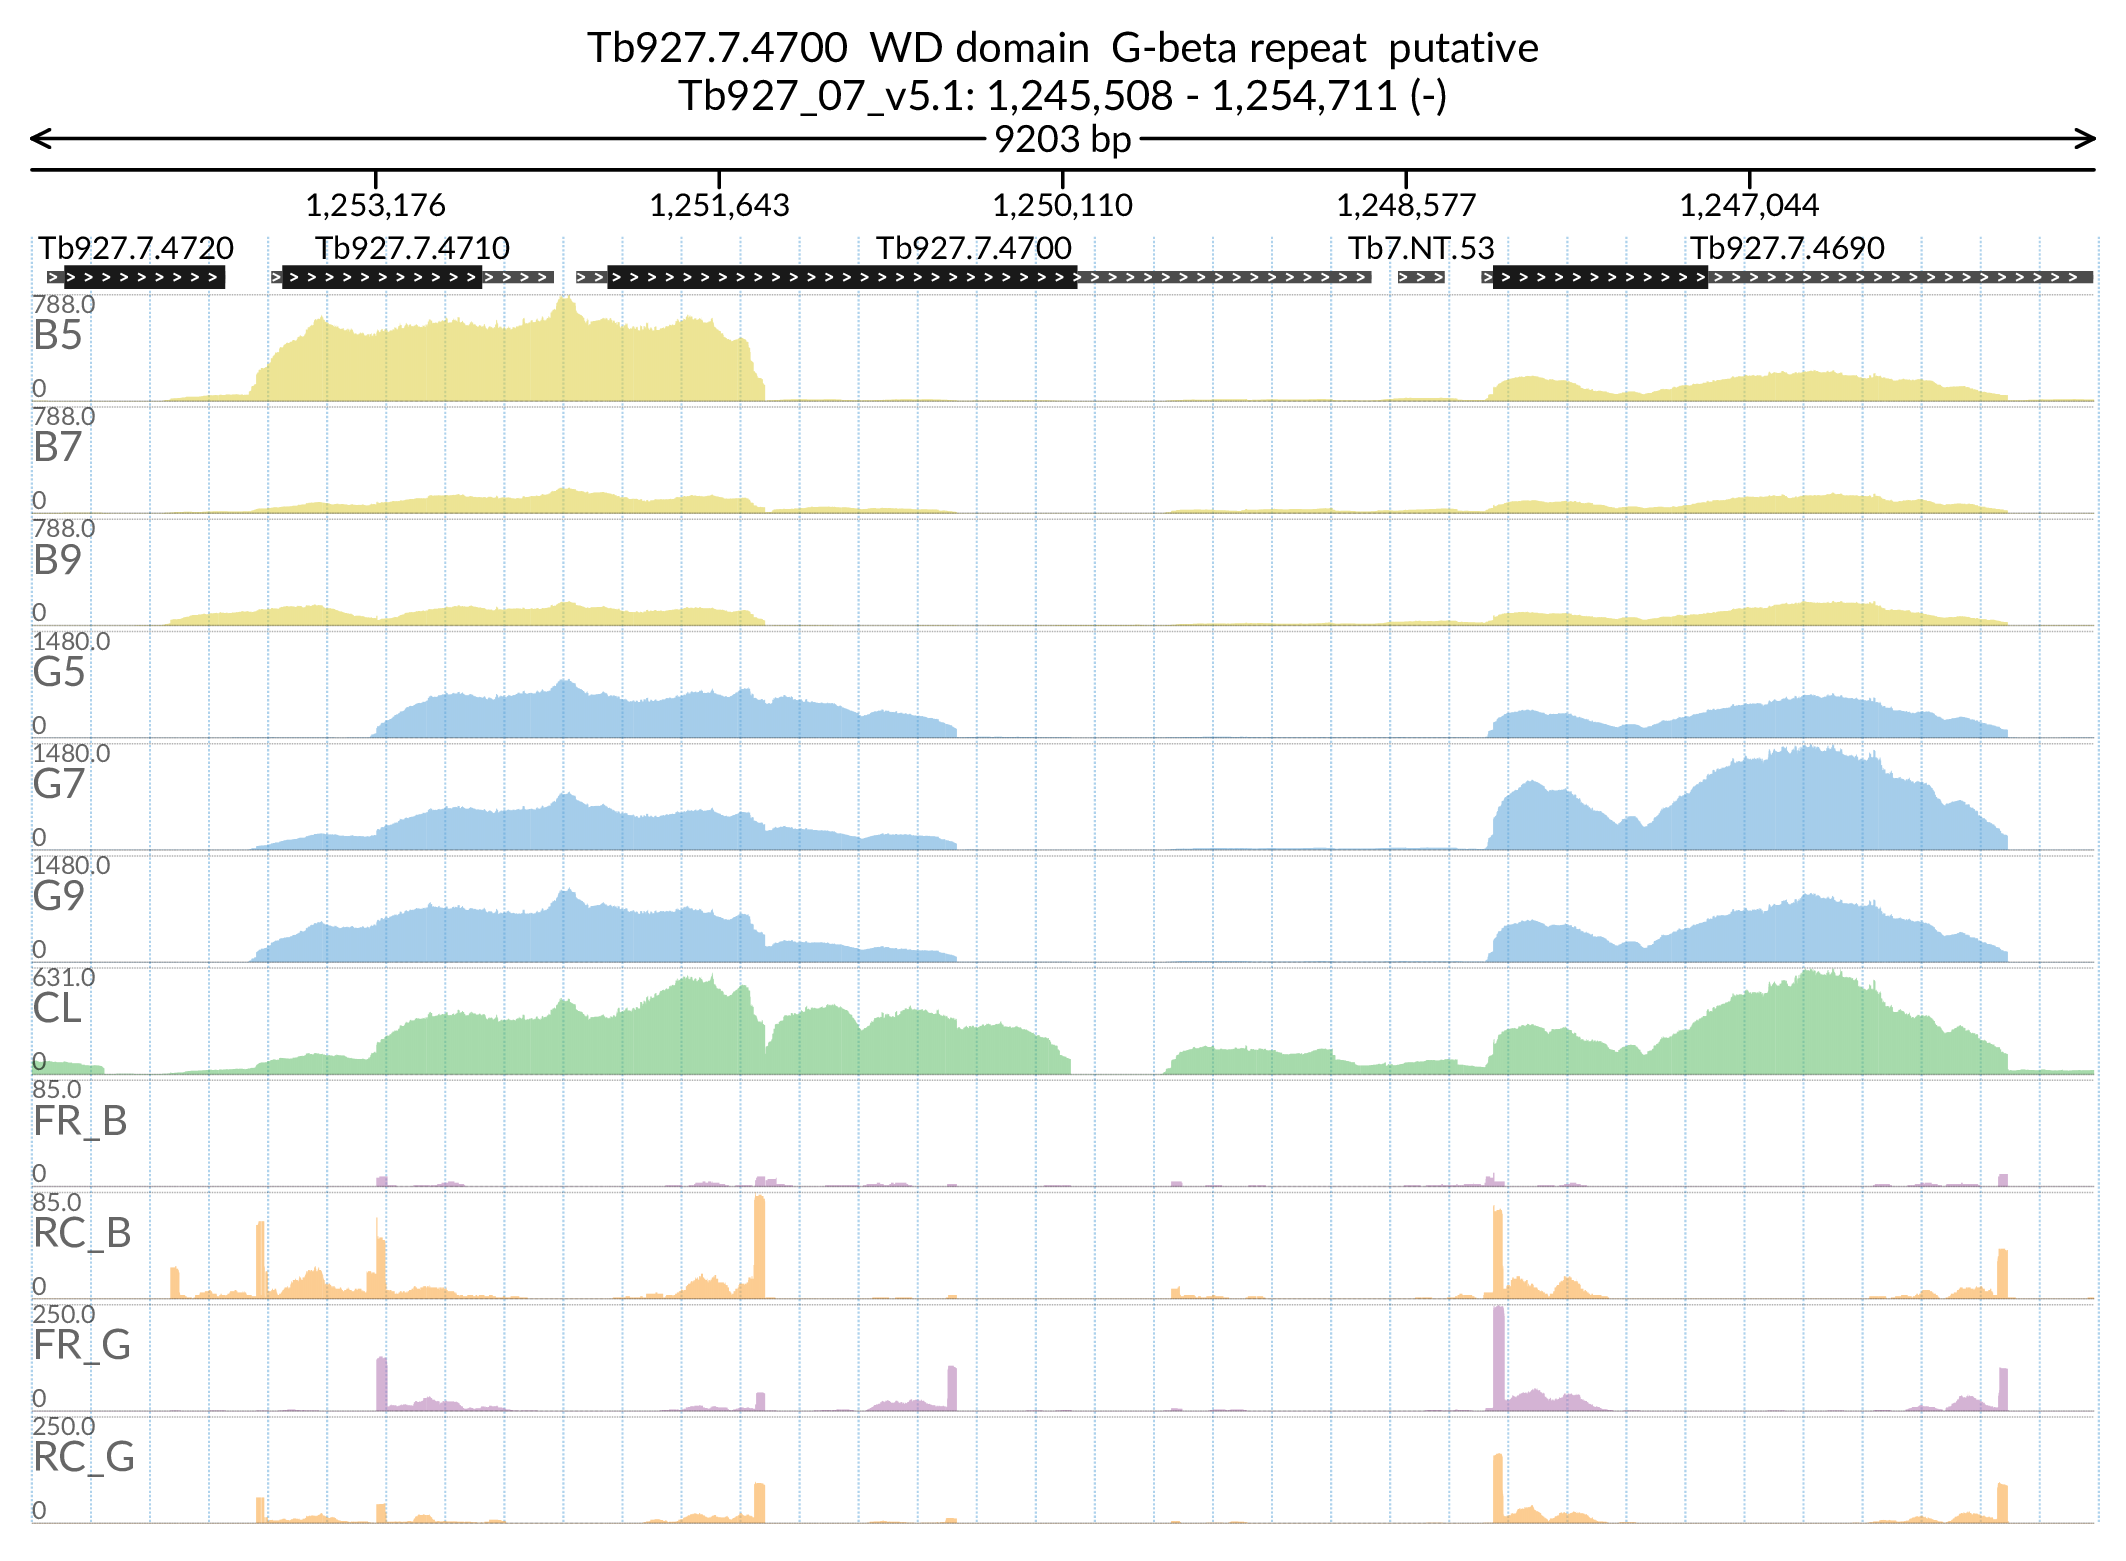 Tb927.7.4700  WD domain  G-beta repeat  putative
Tb927_07_v5.1: 1,245,508 - 1,254,711 (-)
9203 bp
1,253,176 1,251,643 1,250,110 1,248,577 1,247,044
Tb927.7.4720 Tb927.7.4710 Tb927.7.4700 Tb7.NT.53 Tb927.7.4690
788.0
B5
0
788.0
B7
0
788.0
B9
0
1480.0
G5
0
1480.0
G7
0
1480.0
G9
0
631.0
CL
0
85.0
FR_B
0
85.0
RC_B
0
250.0
FR_G
0
250.0
RC_G
0